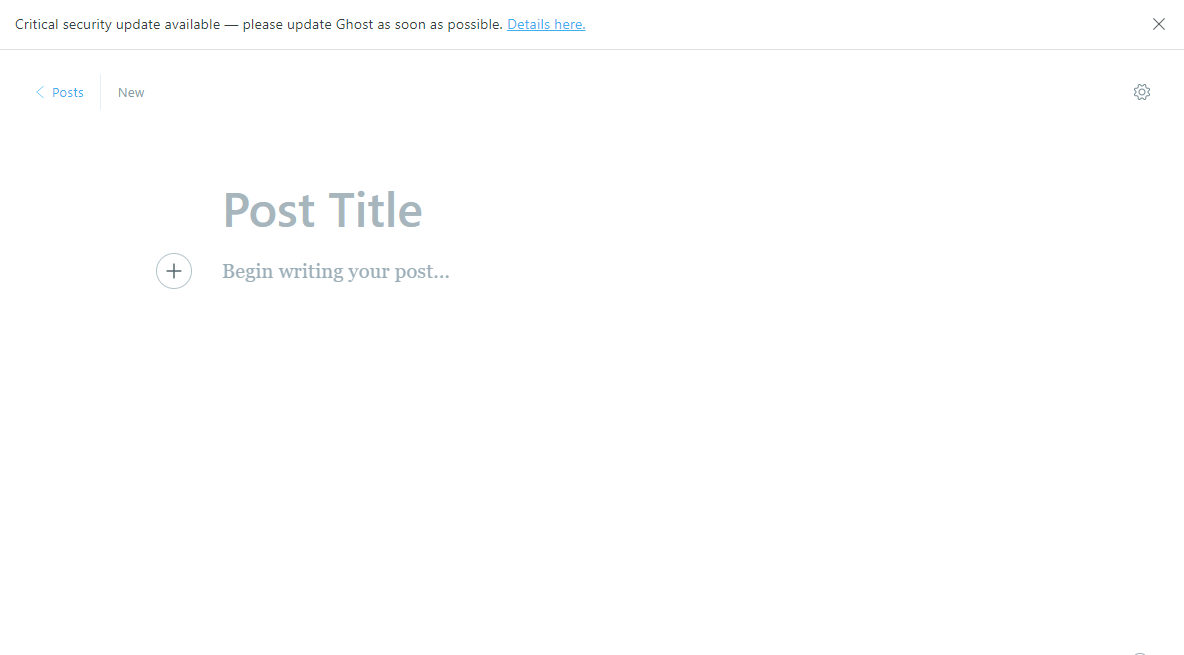 Critical security update available — please update Ghost as soon as possible. Details here.
Posts
New
Post Title
Begin writing your post...